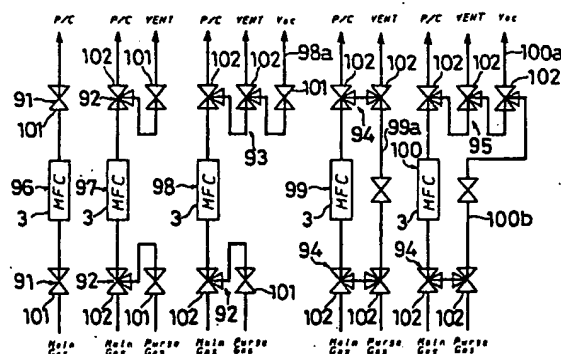 P/C P/C VENT P/C VENT Vac P/C VENT P/C VENT Vac
102 101 98a 100a
102 102 102 102 102 102
91 92 101 102
101 94 95
93 99a
100
96 97 98 99
MFC MFC MFC MFC MFC
3 3 3 3 3
100b
94 94
91 92
101 102 101 102 92 101 102 102 102 102
Main Gas Main Gas Purge Gas Main Gas Purge Gas Main Gas Purge Gas Main Gas Purge Gas